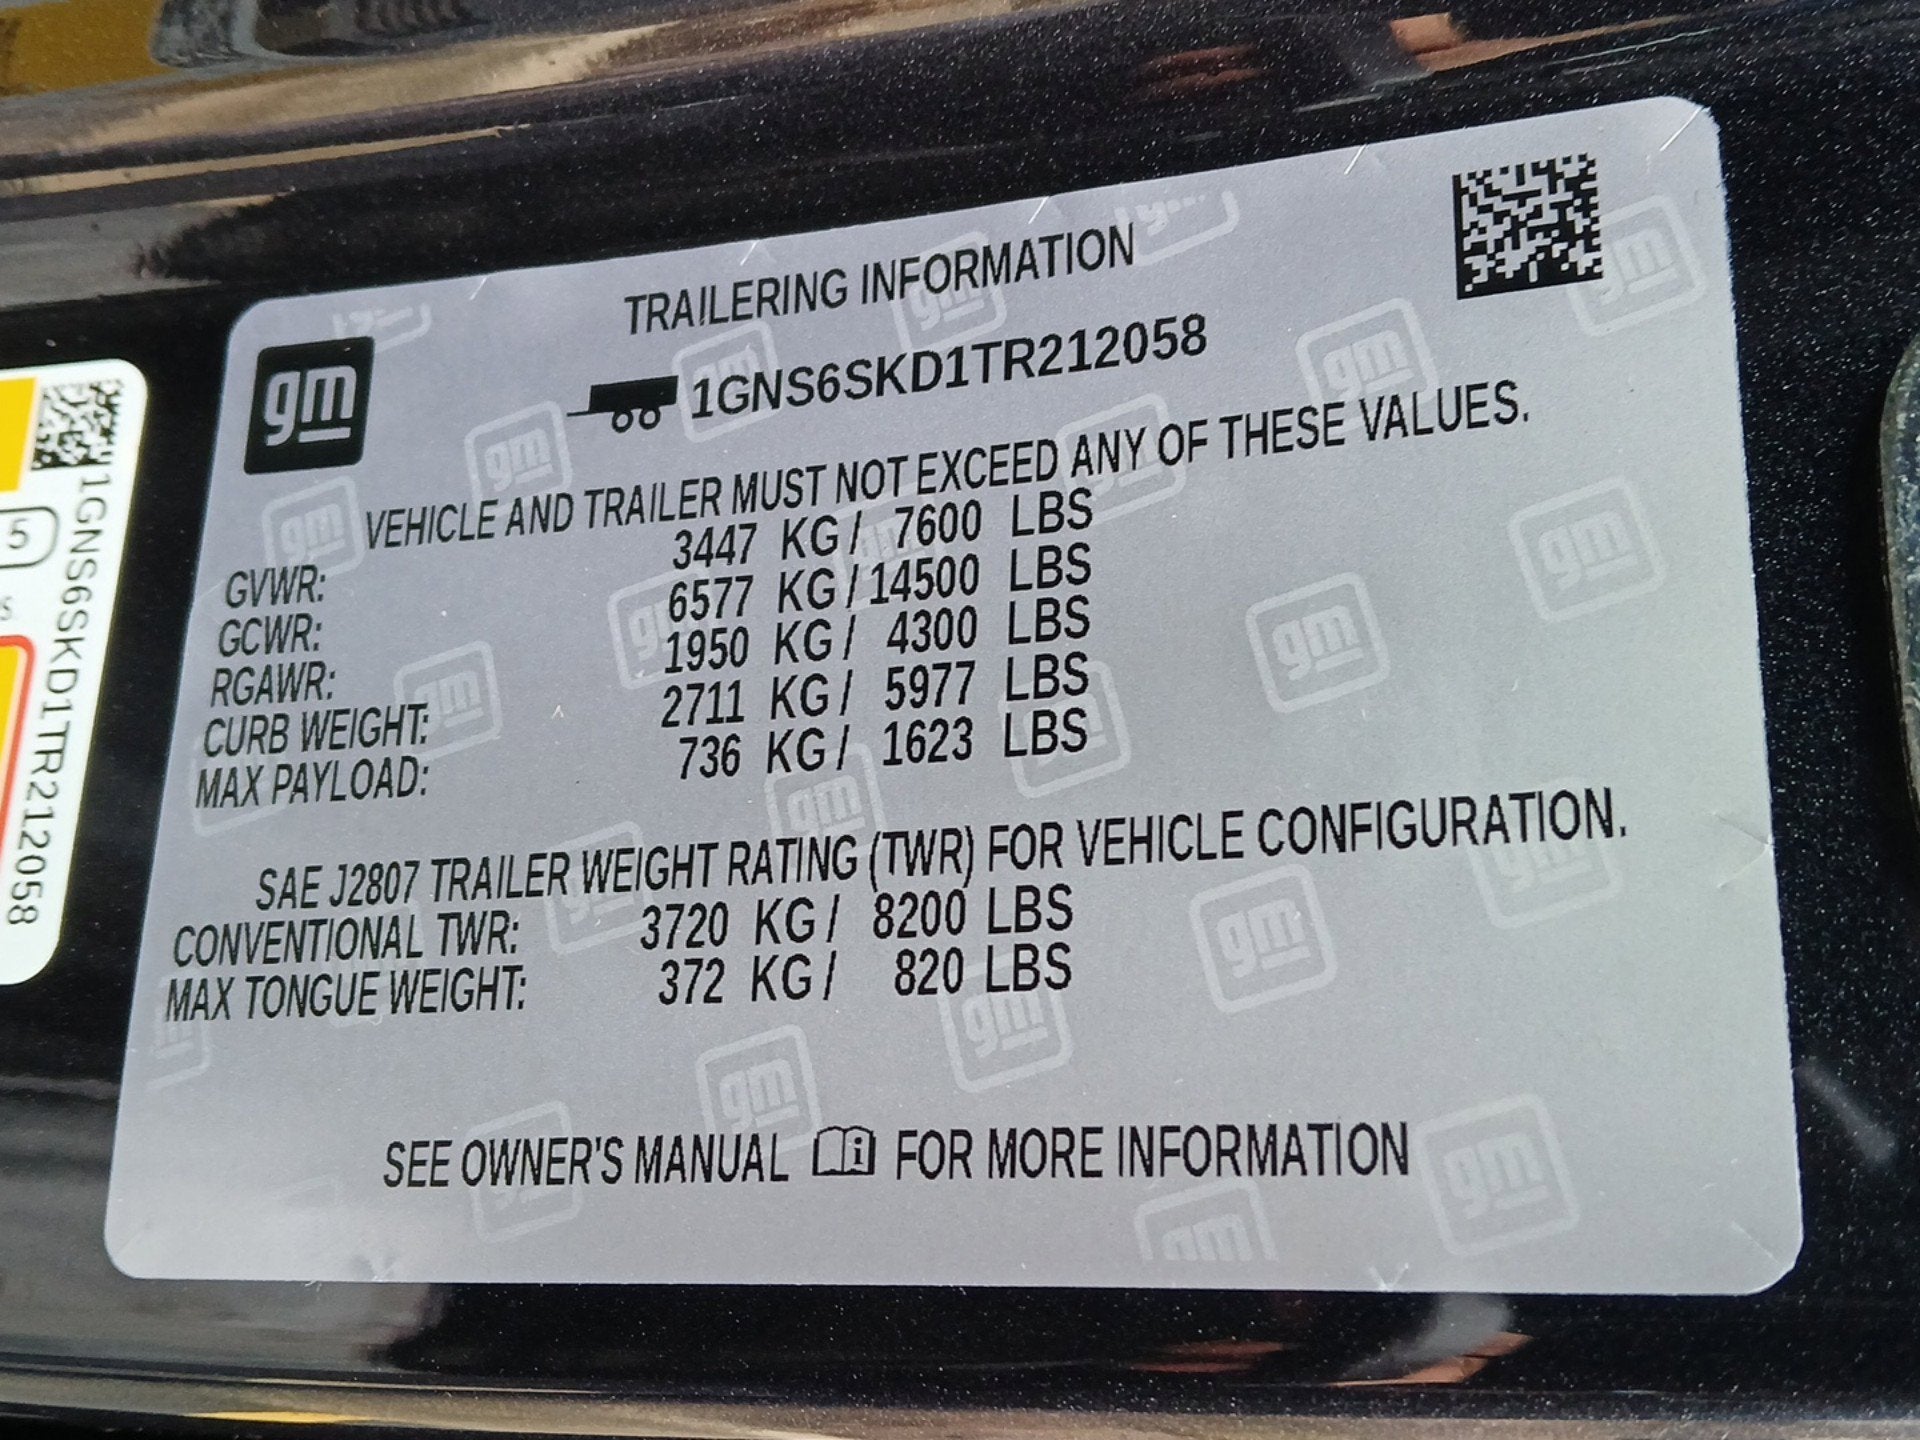 TRAILERING INFORMATION
gm
1GNS6SKD1TR212058
VEHICLE AND TRAILER MUST NOT EXCEED ANY OF THESE VALUES.
GVWR: 3447 KG / 7600 LBS
GCWR: 6577 KG / 14500 LBS
RGAWR: 1950 KG / 4300 LBS
CURB WEIGHT: 2711 KG / 5977 LBS
MAX PAYLOAD: 736 KG / 1623 LBS
SAE J2807 TRAILER WEIGHT RATING (TWR) FOR VEHICLE CONFIGURATION.
CONVENTIONAL TWR: 3720 KG / 8200 LBS
MAX TONGUE WEIGHT: 372 KG / 820 LBS
SEE OWNER'S MANUAL i FOR MORE INFORMATION
1GNS6SKD1TR212058
5
S